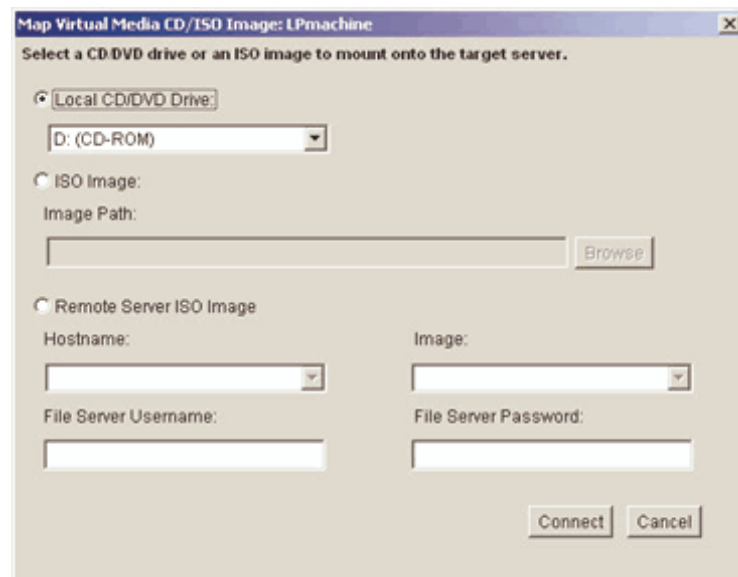 Map Virtual Media CD/ISO Image: LPmachine
Select a CD/DVD drive or an ISO image to mount onto the target server.
Local CD/DVD Drive:
D: (CD-ROM)
ISO Image:
Image Path:
Browse
Remote Server ISO Image
Hostname:
Image:
File Server Username:
File Server Password:
Connect
Cancel